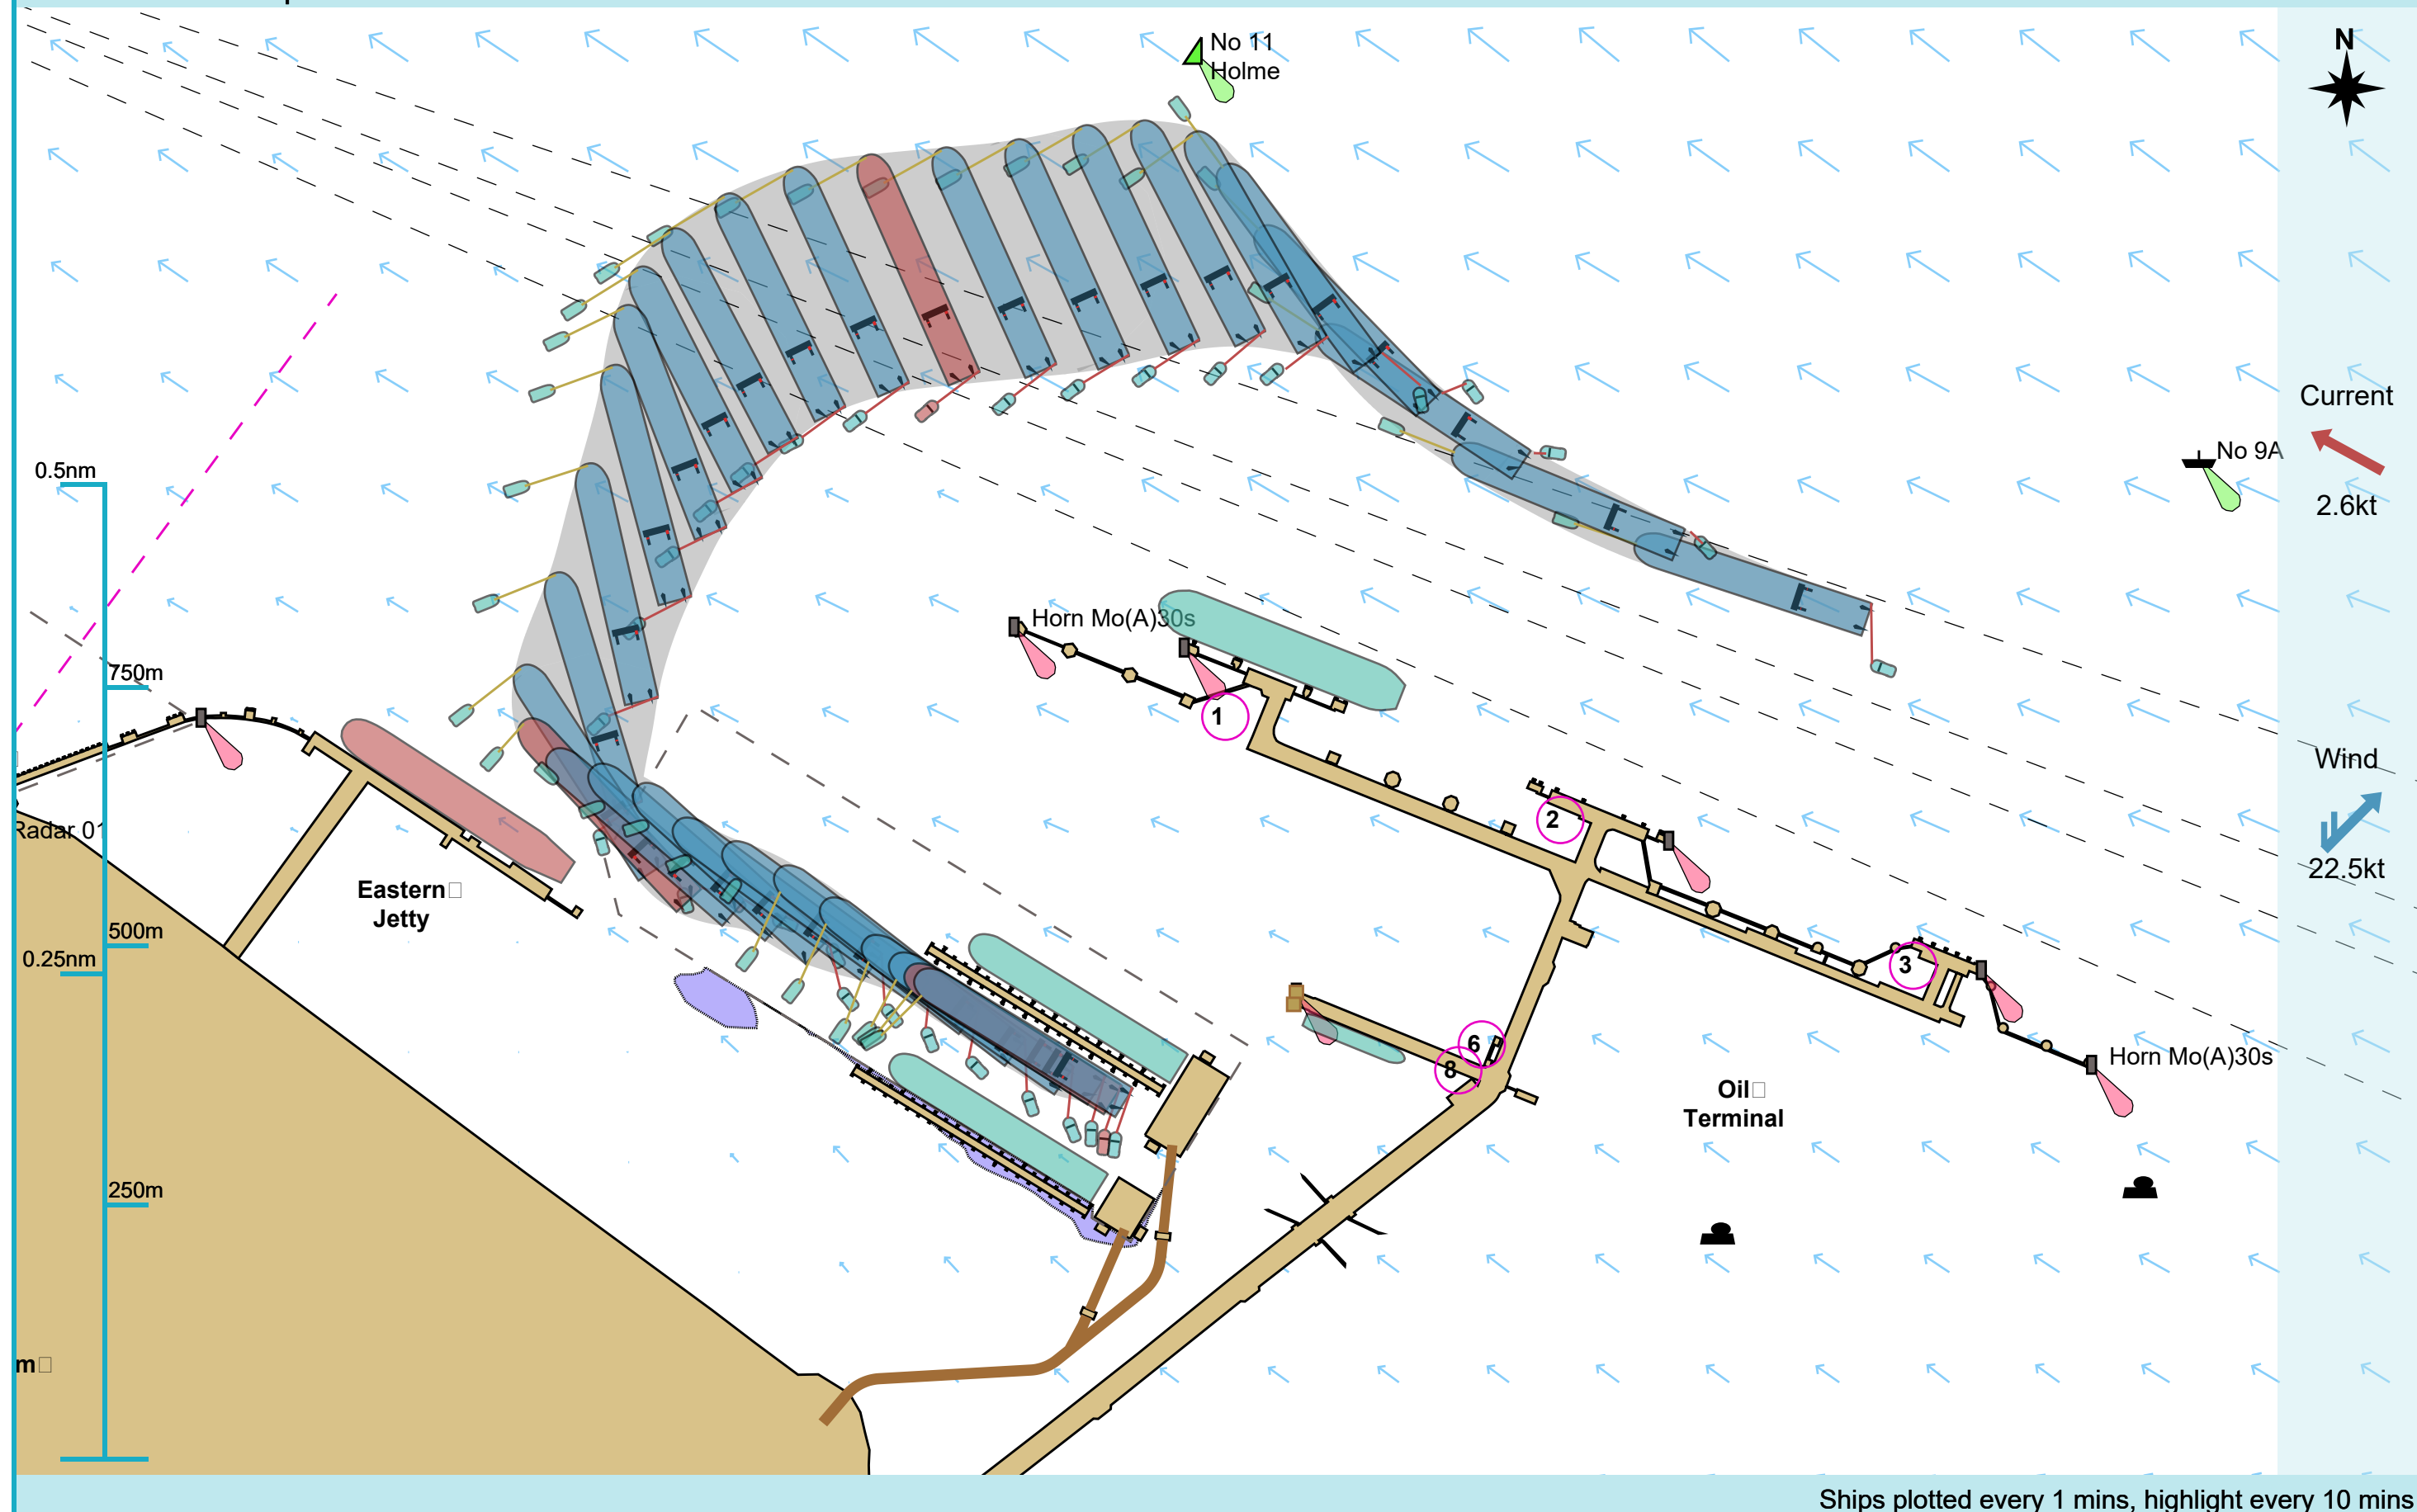 No 11
Holme
N
Current
2.6kt
No 9A
0.5nm
Horn Mo(A)30s
750m
1
Wind
22.5kt
2
Radar 01
Eastern
Jetty
500m
0.25nm
3
6
8
Horn Mo(A)30s
Oil
Terminal
250m
m
Ships plotted every 1 mins, highlight every 10 mins